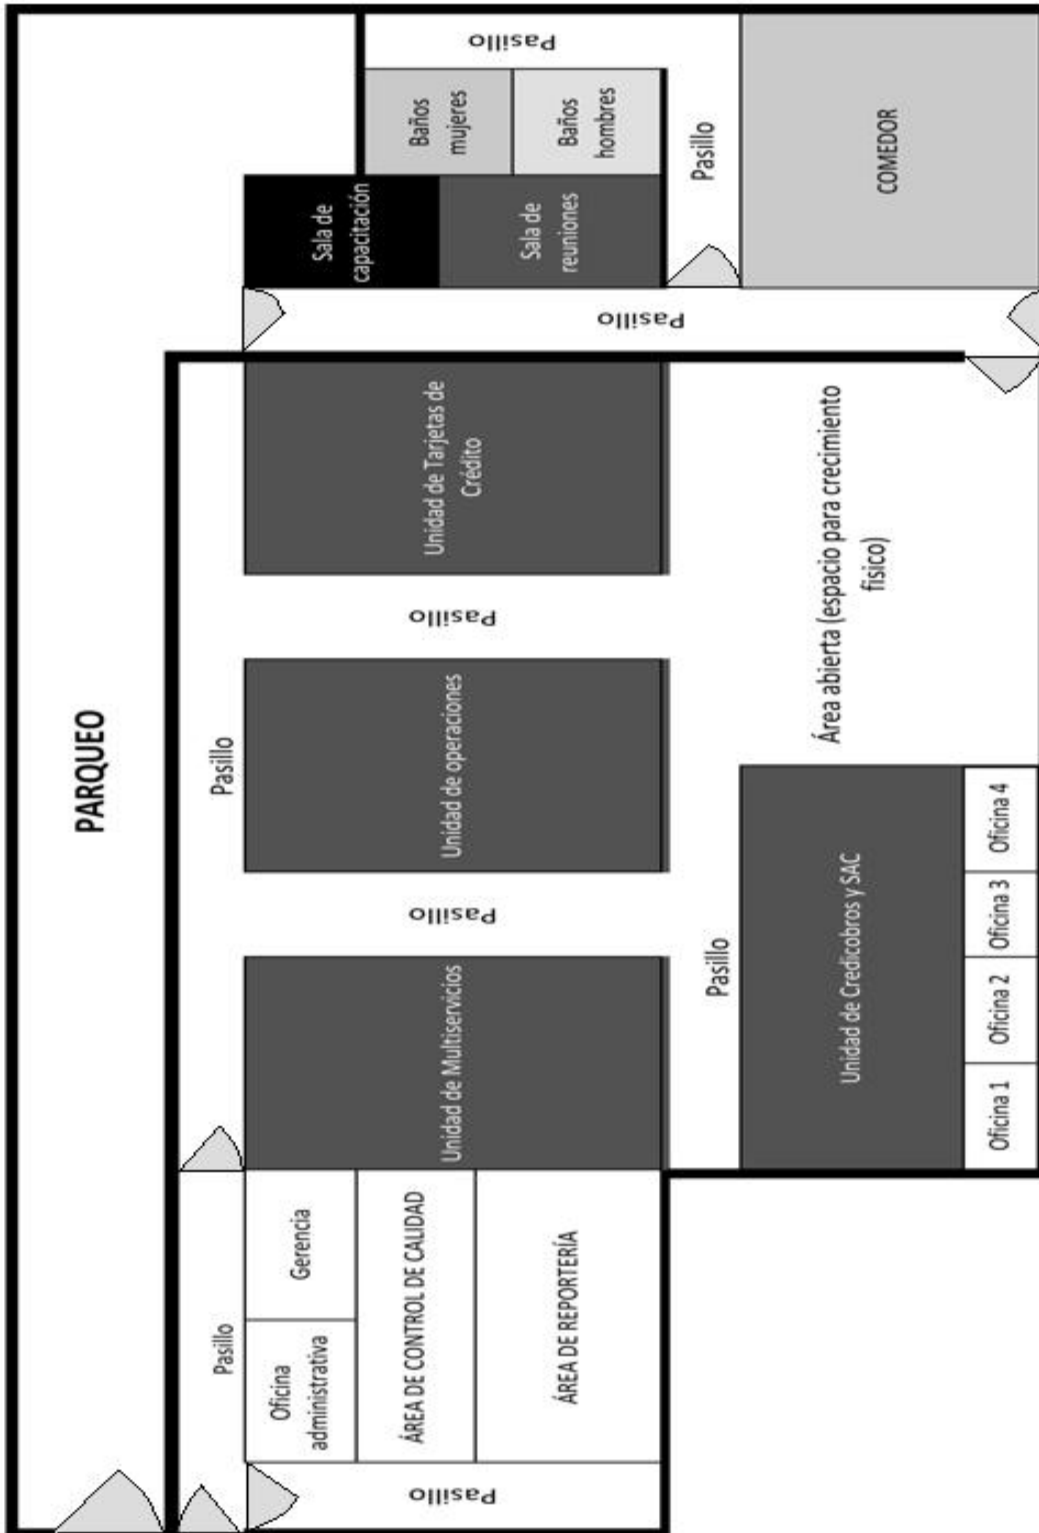 PARQUEO
Pasillo
Baños
mujeres
Baños
hombres
Sala de
capacitación
Sala de
reuniones
Pasillo
COMEDOR
Pasillo
Unidad de Tarjetas de
Crédito
Área abierta (espacio para crecimiento
fisico)
Pasillo
Pasillo
Unidad de operaciones
Pasillo
Pasillo
Unidad de Multiservicios
Unidad de Credicobros y SAC
Oficina 4
Oficina 3
Oficina 2
Oficina 1
Pasillo
Gerencia
Oficina
administrativa
ÁREA DE CONTROL DE CALIDAD
ÁREA DE REPORTERÍA
Pasillo